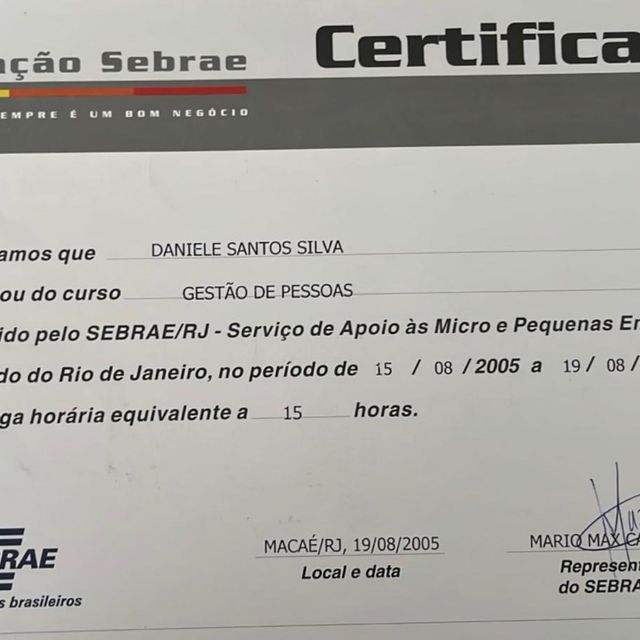 ação Sebrae
Certifica
EMPRE É UM BOM NEGÓCIO
amos que DANIELE SANTOS SILVA
ou do curso GESTÃO DE PESSOAS
ido pelo SEBRAE/RJ - Serviço de Apoio às Micro e Pequenas E
do do Rio de Janeiro, no período de 15 / 08 / 2005 a 19 / 08 /
ga horária equivalente a 15 horas.
RAE
s brasileiros
MACAÉ/RJ, 19/08/2005
Local e data
MARIO MAX
Represen
do SEBRA